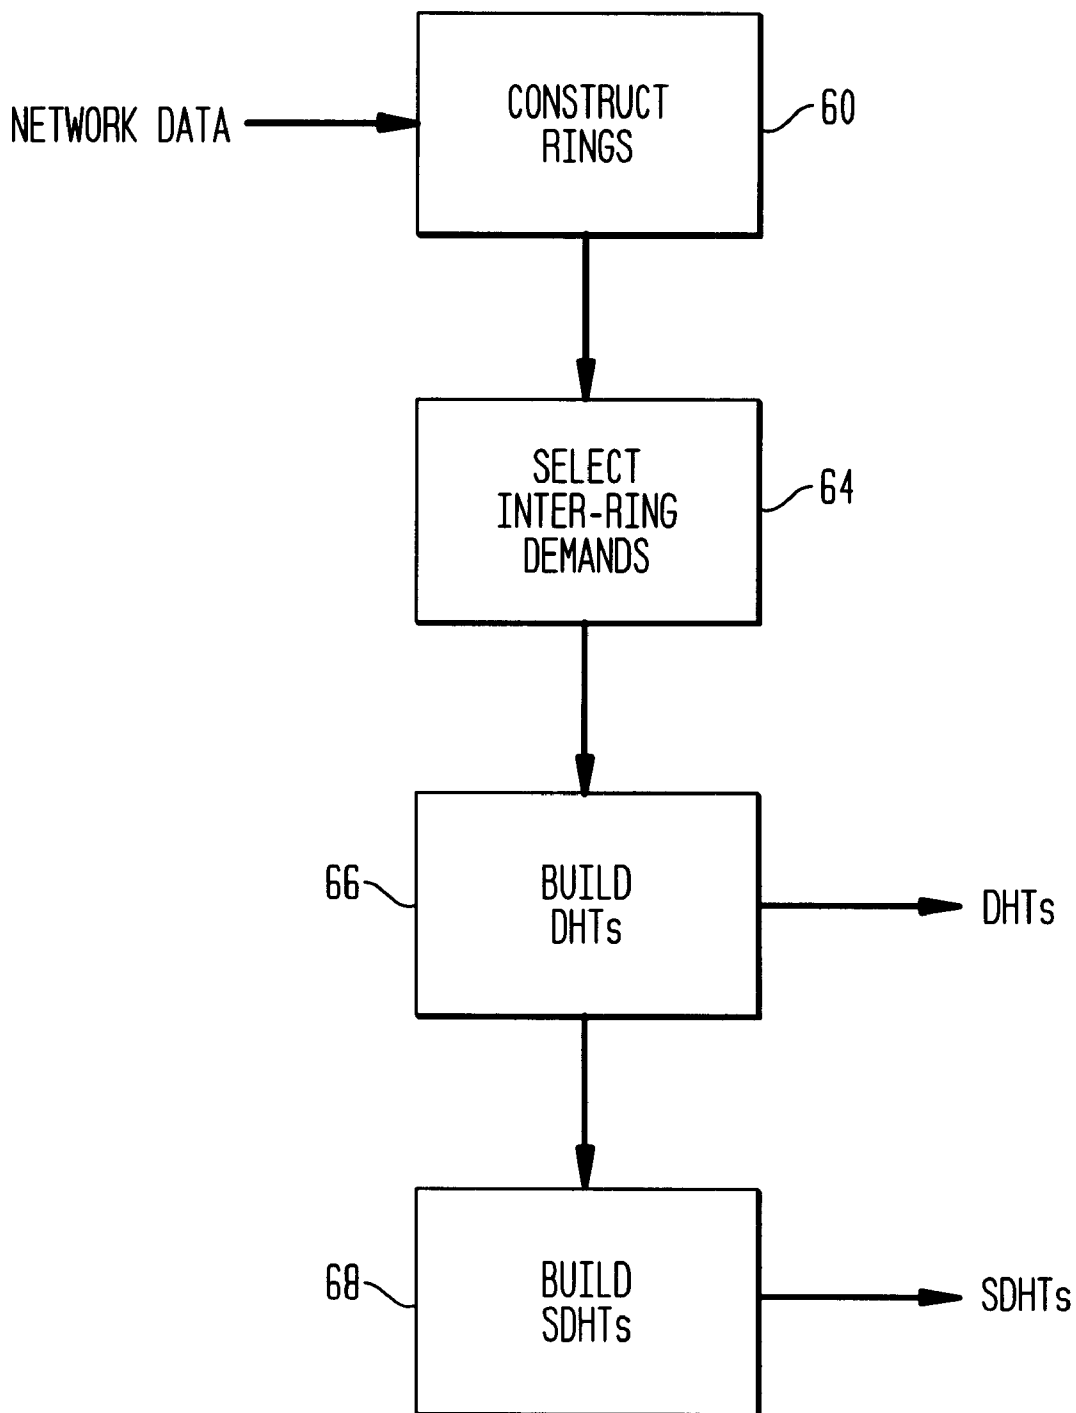 CONSTRUCT
RINGS
60
NETWORK DATA
SELECT
INTER-RING
DEMANDS
64
66
BUILD
DHTs
DHTs
68
BUILD
SDHTs
SDHTs